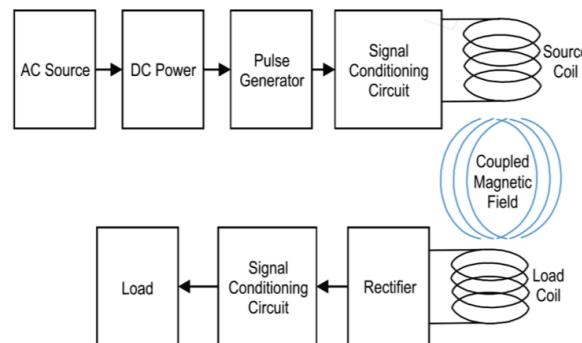 AC Source
DC Power
Pulse
Generator
Signal
Conditioning
Circuit
Source
Coil
Coupled
Magnetic
Field
Load
Signal
Conditioning
Circuit
Rectifier
Load
Coil